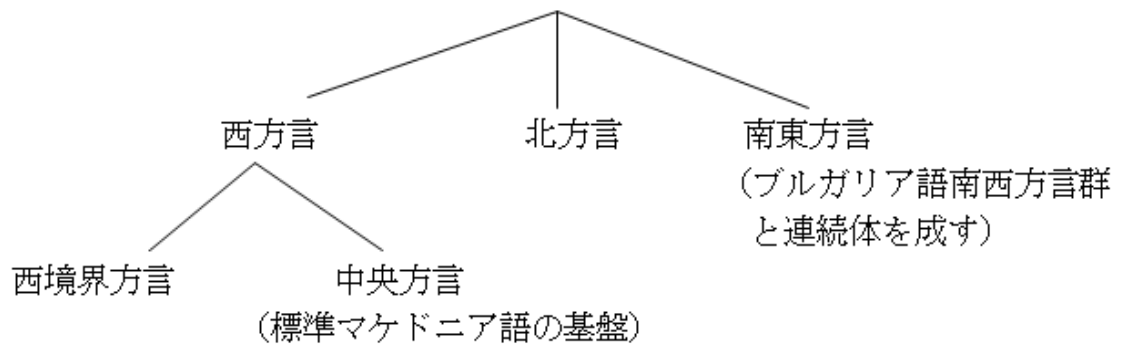 西方言
北方言
南東方言
（ブルガリア語南西方言群
と連続体を成す）
西境界方言
中央方言
（標準マケドニア語の基盤）